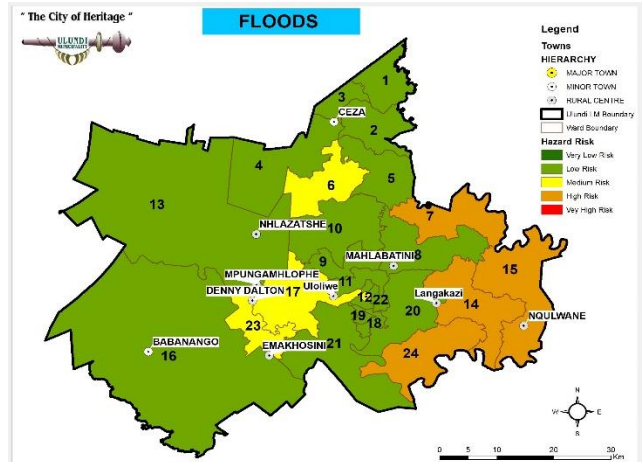 " The City of Heritage "
ULUNDI
MUNICIPALITY
FLOODS
Legend
Towns
HIERARCHY
MAJOR TOWN
MINOR TOWN
RURAL CENTRE
Ulundi LM Boundary
Ward Boundary
Hazard Risk
Very Low Risk
Low Risk
Medium Risk
High Risk
Vey High Risk
1
3
CEZA
2
4
6
5
13
7
NHLAZATSHE
10
8
MAHLABATINI
9
15
MPUNGAMHLOPHE
11
DENNY DALTON
17
Uloliwe
12
22
Langakazi
14
20
19
18
23
NQULWANE
BABANANGO
16
EMAKHOSINI
21
24
N
W
E
S
0
10
20
30
Km